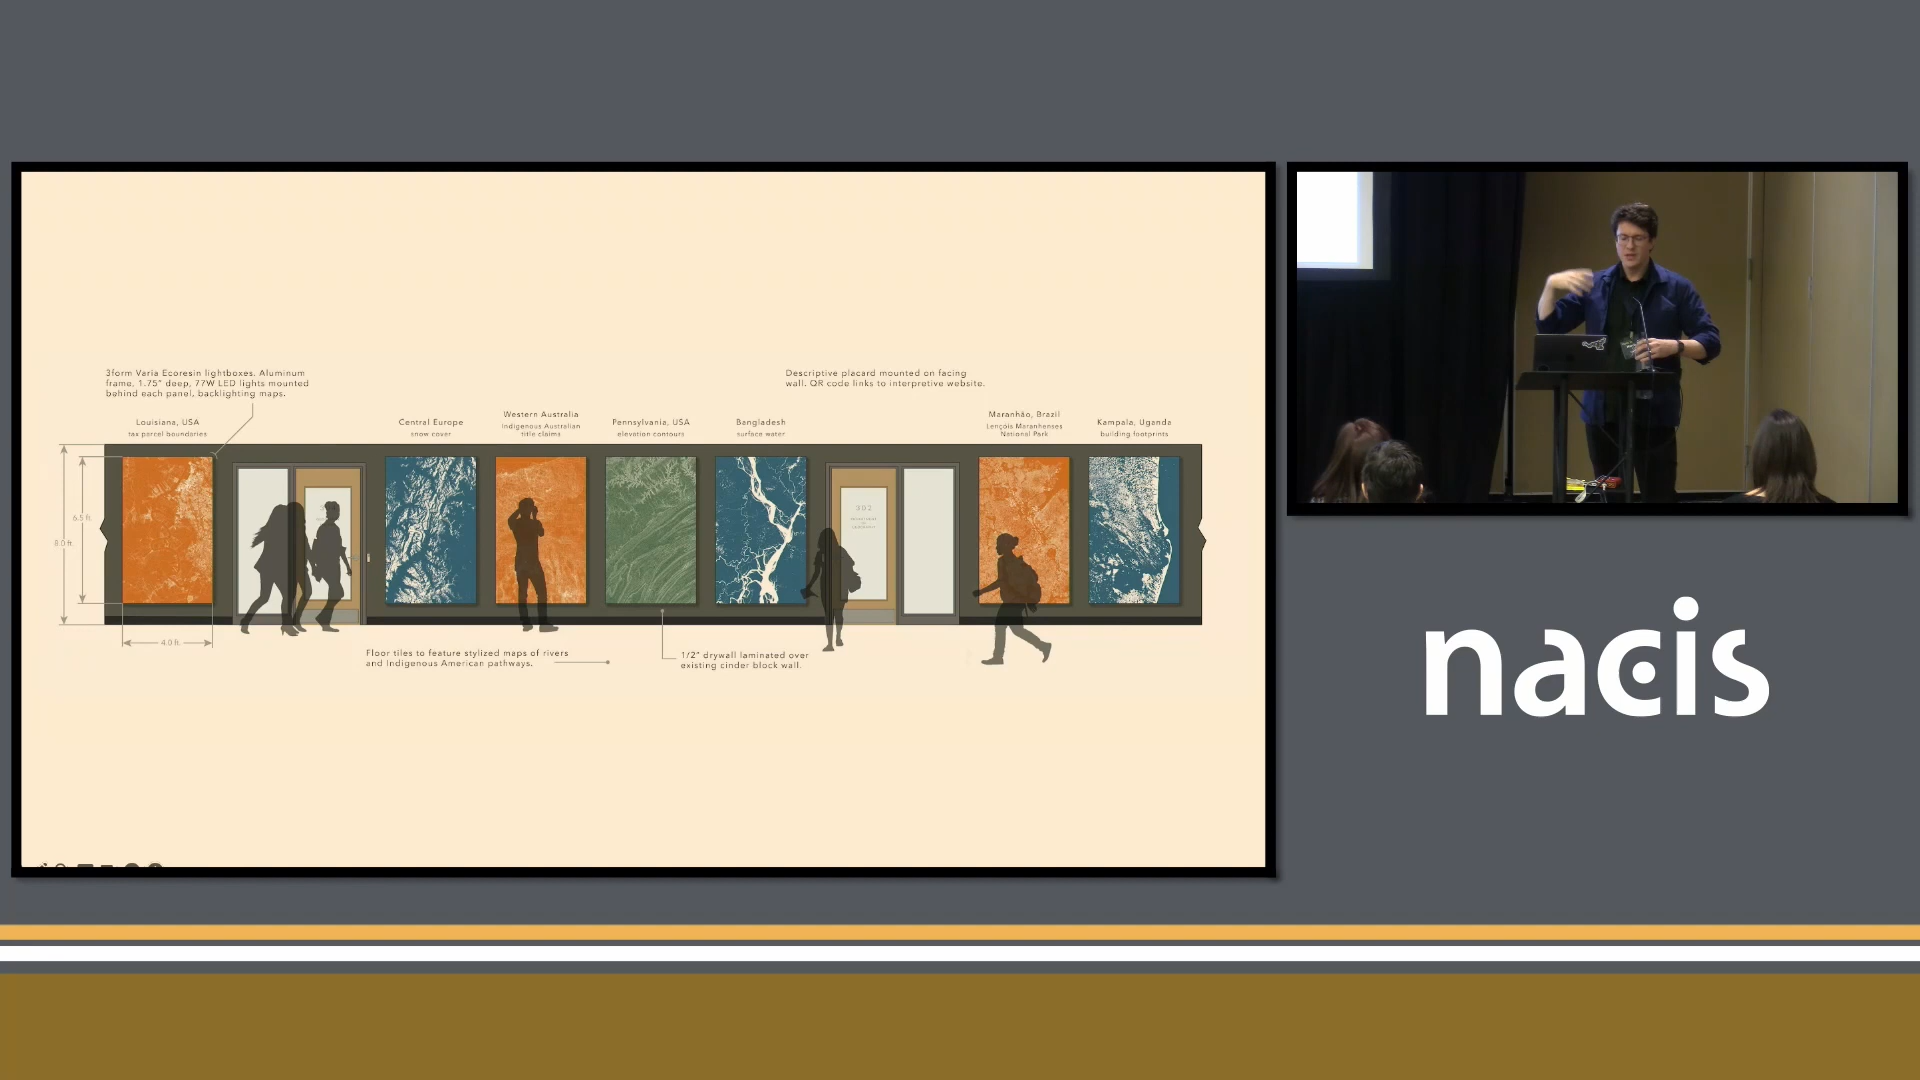 3form Varia Ecoresin lightboxes. Aluminum
frame, 1.75" deep, 77W LED lights mounted
behind each panel, backlighting maps.
Descriptive placard mounted on facing
wall. QR code links to interpretive website.
Louisiana, USA
tax parcel boundaries
Central Europe
snow cover
Western Australia
Indigenous Australian
title claims
Pennsylvania, USA
elevation contours
Bangladesh
surface water
Maranhão, Brazil
Lençois Maranhenses
National Park
Kampala, Uganda
building footprints
6.5 ft.
8.0 ft.
302
4.0 ft.
Floor tiles to feature stylized maps of rivers
and Indigenous American pathways.
1/2" drywall laminated over
existing cinder block wall.
nacis